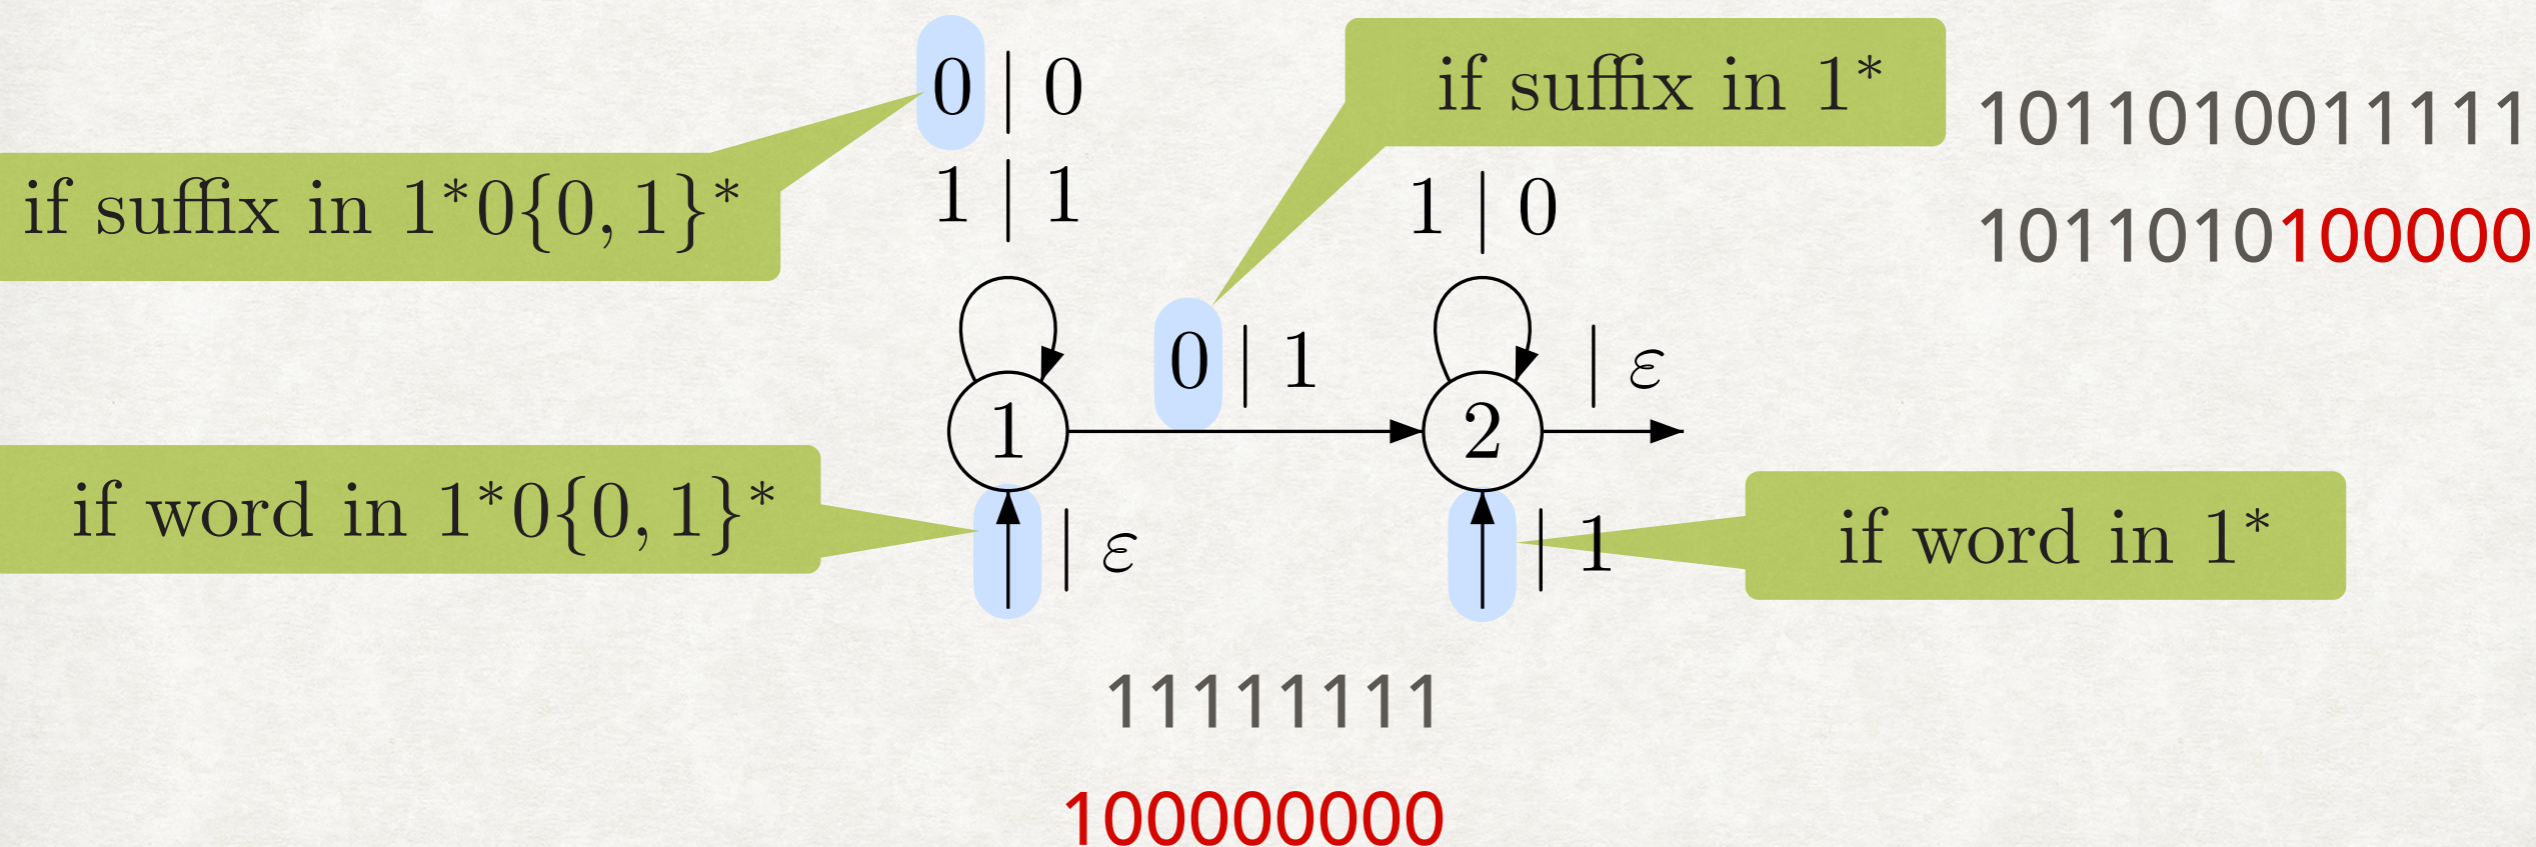 0 | 0
if suffix in 1*
1011010011111
if suffix in 1*0{0, 1}*
1 | 1
1 | 0
1011010100000
0 | 1
| ε
1
2
if word in 1*0{0, 1}*
| ε
| 1
if word in 1*
11111111
100000000